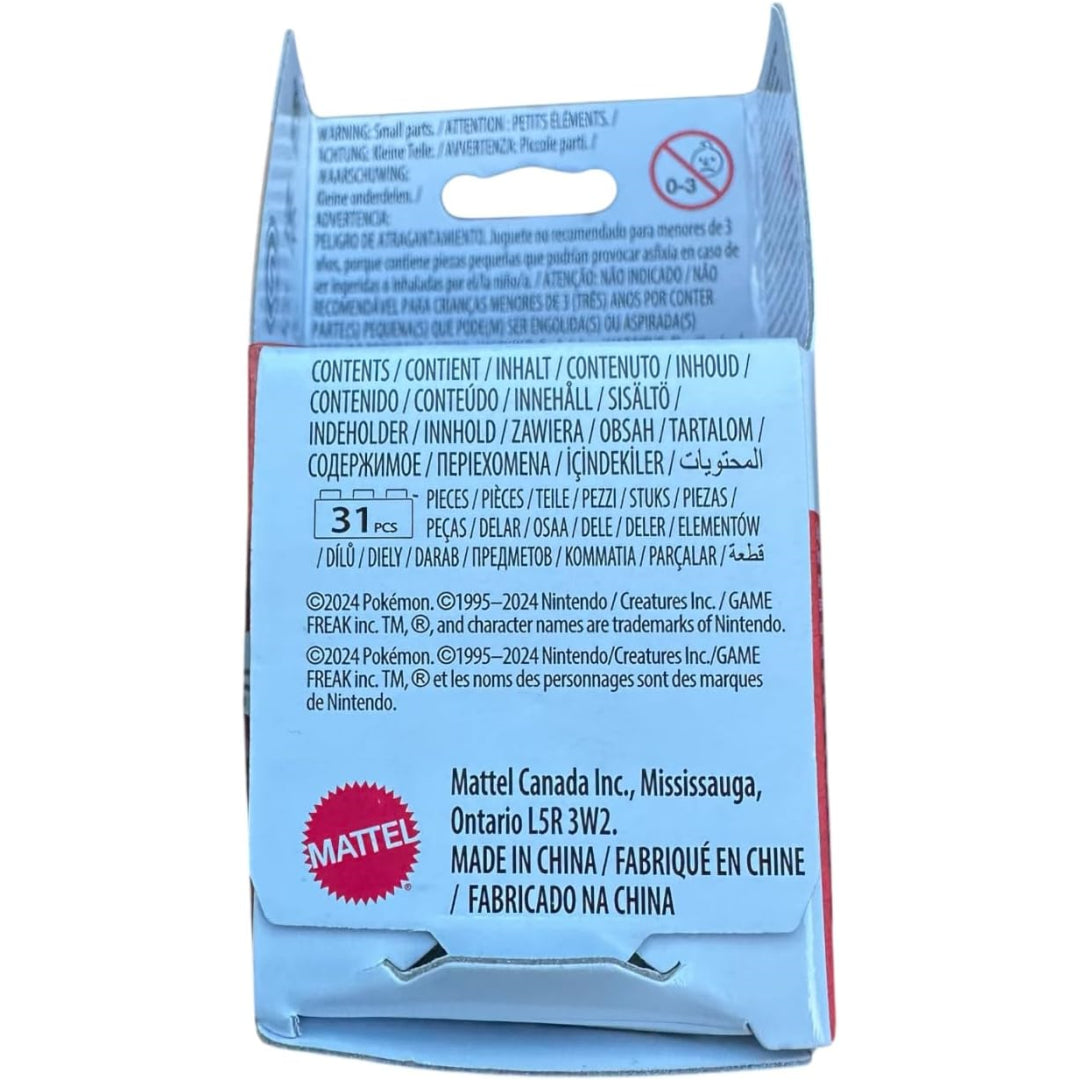 WARNING: Small parts. / ATTENTION : PETITS ÉLÉMENTS. /
ACHTUNG: Kleine Teile. / AVVERTENZA: Piccole parti. /
WAARSCHUWING:
Kleine onderdelen. /
ADVERTENCIA:
PELIGRO DE ATRAGANTAMIENTO. Juguete no recomendado para menores de 3
años, porque contiene piezas pequeñas que podrían provocar asfixia en caso de
ser ingeridas o inhaladas por el/la niño/a. / ATENÇÃO: NÃO INDICADO / NÃO
RECOMENDÁVEL PARA CRIANÇAS MENORES DE 3 (TRÊS) ANOS POR CONTER
PARTE(S) PEQUENA(S) QUE PODE(M) SER ENGOLIDA(S) OU ASPIRADA(S)
0-3
CONTENTS / CONTIENT / INHALT / CONTENUTO / INHOUD /
CONTENIDO / CONTEÚDO / INNEHÅLL / SISÄLTÖ /
INDEHOLDER / INNHOLD / ZAWIERA / OBSAH / TARTALOM /
СОДЕРЖИМОЕ / ΠΕΡΙΕΧΟΜΕΝΑ / İÇİNDEKİLER / المحتويات
31 PCS
PIECES / PIÈCES / TEILE / PEZZI / STUKS / PIEZAS /
PEÇAS / DELAR / OSAA / DELE / DELER / ELEMENTÓW
/ DÍLŮ / DIELY / DARAB / ПРЕДМЕТОВ / ΚΟΜΜΑΤΙΑ / PARÇALAR / قطعة
©2024 Pokémon. ©1995–2024 Nintendo / Creatures Inc. / GAME
FREAK inc. TM, ®, and character names are trademarks of Nintendo.
©2024 Pokémon. ©1995–2024 Nintendo/Creatures Inc./GAME
FREAK inc. TM, ® et les noms des personnages sont des marques
de Nintendo.
MATTEL®
Mattel Canada Inc., Mississauga,
Ontario L5R 3W2.
MADE IN CHINA / FABRIQUÉ EN CHINE
/ FABRICADO NA CHINA